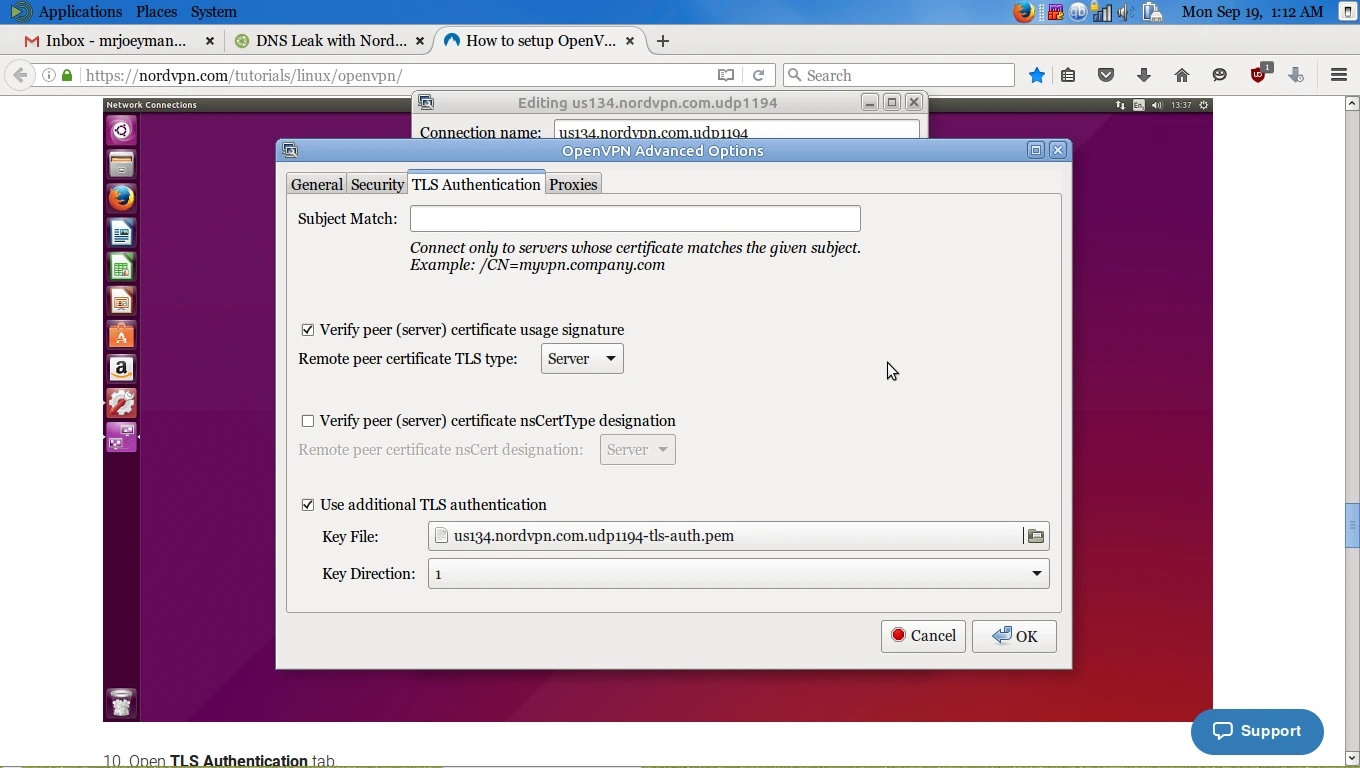 Applications Places System
Mon Sep 19, 1:12 AM
Inbox - mrjoeyman... × DNS Leak with Nord... × How to setup OpenV... × +
https://nordvpn.com/tutorials/linux/openvpn/
Search
1
Network Connections
En
13:37
Editing us134.nordvpn.com.udp1194
Connection name: us134.nordvpn.com.udp1194
OpenVPN Advanced Options
General Security TLS Authentication Proxies
Subject Match:
Connect only to servers whose certificate matches the given subject.
Example: /CN=myvpn.company.com
Verify peer (server) certificate usage signature
Remote peer certificate TLS type: Server
Verify peer (server) certificate nsCertType designation
Remote peer certificate nsCert designation: Server
Use additional TLS authentication
Key File: us134.nordvpn.com.udp1194-tls-auth.pem
Key Direction: 1
Cancel OK
Support
10. Open TLS Authentication tab